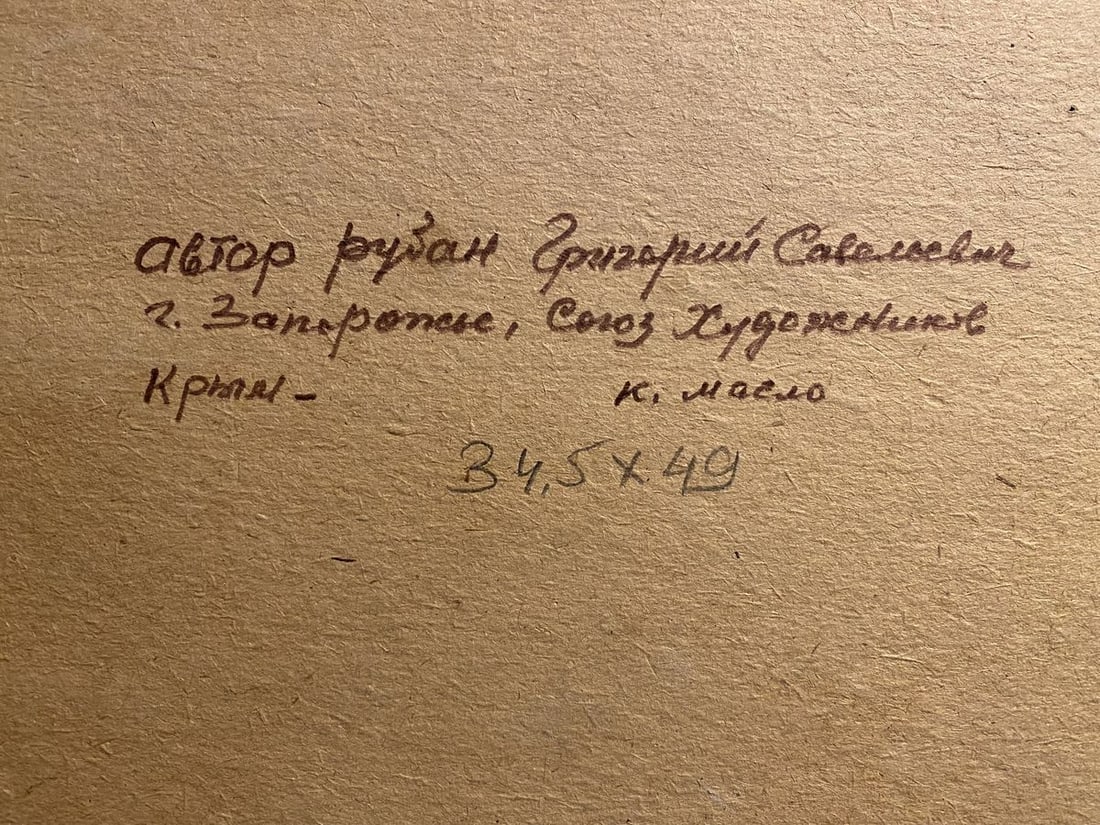 автор Рубан Григорий Савельевич
г. Запорожье, Союз Художников
Крым - к. масло
34,5 х 49